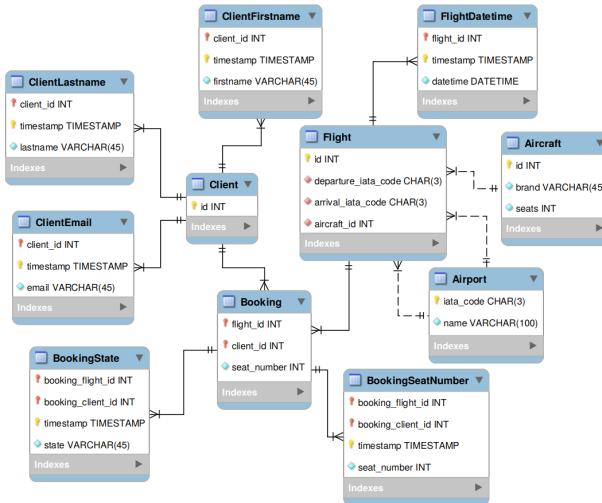 ClientFirstname
client_id INT
timestamp TIMESTAMP
firstname VARCHAR(45)
Indexes
FlightDatetime
flight_id INT
timestamp TIMESTAMP
datetime DATETIME
Indexes
ClientLastname
client_id INT
timestamp TIMESTAMP
lastname VARCHAR(45)
Indexes
Flight
id INT
departure_iata_code CHAR(3)
arrival_iata_code CHAR(3)
aircraft_id INT
Indexes
Aircraft
id INT
brand VARCHAR(45
seats INT
Indexes
Client
id INT
Indexes
ClientEmail
client_id INT
timestamp TIMESTAMP
email VARCHAR(45)
Indexes
Airport
iata_code CHAR(3)
name VARCHAR(100)
Indexes
Booking
flight_id INT
client_id INT
seat_number INT
Indexes
BookingState
booking_flight_id INT
booking_client_id INT
timestamp TIMESTAMP
state VARCHAR(45)
Indexes
BookingSeatNumber
booking_flight_id INT
booking_client_id INT
timestamp TIMESTAMP
seat_number INT
Indexes